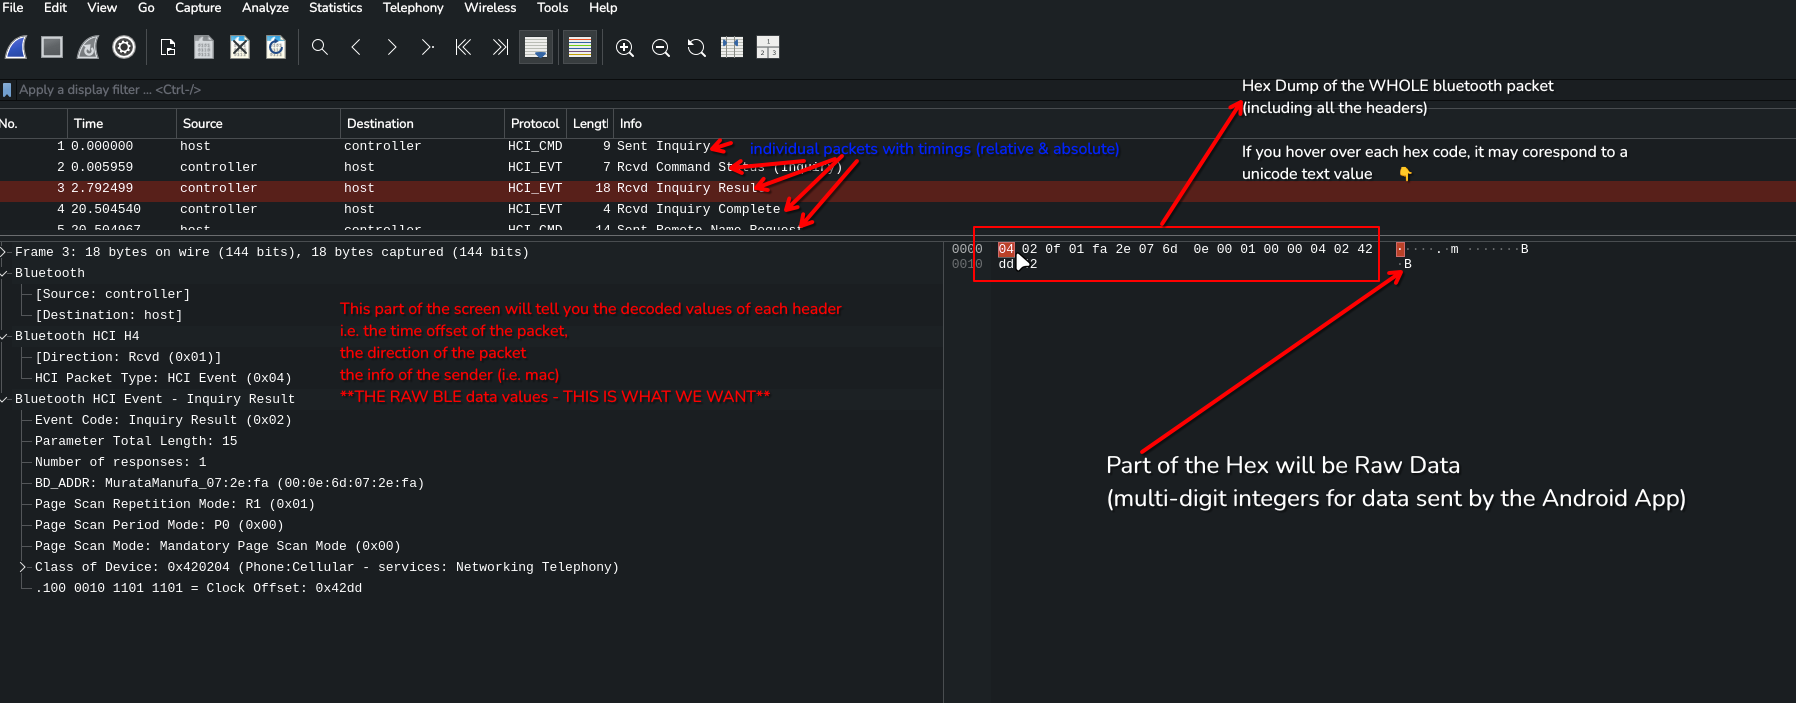 File Edit View Go Capture Analyze Statistics Telephony Wireless Tools Help
Apply a display filter ... <Ctrl-/>
No. Time Source Destination Protocol Lengtl Info
1 0.000000 host controller HCI_CMD 9 Sent Inquiry
2 0.005959 controller host HCI_EVT 7 Rcvd Command Status (Inquiry)
3 2.792499 controller host HCI_EVT 18 Rcvd Inquiry Result
4 20.504540 controller host HCI_EVT 4 Rcvd Inquiry Complete
5 20.504967 host controller HCI_CMD 14 Sent Remote Name Request
individual packets with timings (relative & absolute)
Hex Dump of the WHOLE bluetooth packet
(including all the headers)
If you hover over each hex code, it may corespond to a
unicode text value 👇
Frame 3: 18 bytes on wire (144 bits), 18 bytes captured (144 bits)
Bluetooth
[Source: controller]
[Destination: host]
Bluetooth HCI H4
[Direction: Rcvd (0x01)]
HCI Packet Type: HCI Event (0x04)
Bluetooth HCI Event - Inquiry Result
Event Code: Inquiry Result (0x02)
Parameter Total Length: 15
Number of responses: 1
BD_ADDR: MurataManufa_07:2e:fa (00:0e:6d:07:2e:fa)
Page Scan Repetition Mode: R1 (0x01)
Page Scan Period Mode: P0 (0x00)
Page Scan Mode: Mandatory Page Scan Mode (0x00)
Class of Device: 0x420204 (Phone:Cellular - services: Networking Telephony)
.100 0010 1101 1101 = Clock Offset: 0x42dd
This part of the screen will tell you the decoded values of each header
i.e. the time offset of the packet,
the direction of the packet
the info of the sender (i.e. mac)
**THE RAW BLE data values - THIS IS WHAT WE WANT**
0000 04 02 0f 01 fa 2e 07 6d 0e 00 01 00 00 04 02 42 ·····.·m ·······B
0010 dd 2 ·B
Part of the Hex will be Raw Data
(multi-digit integers for data sent by the Android App)